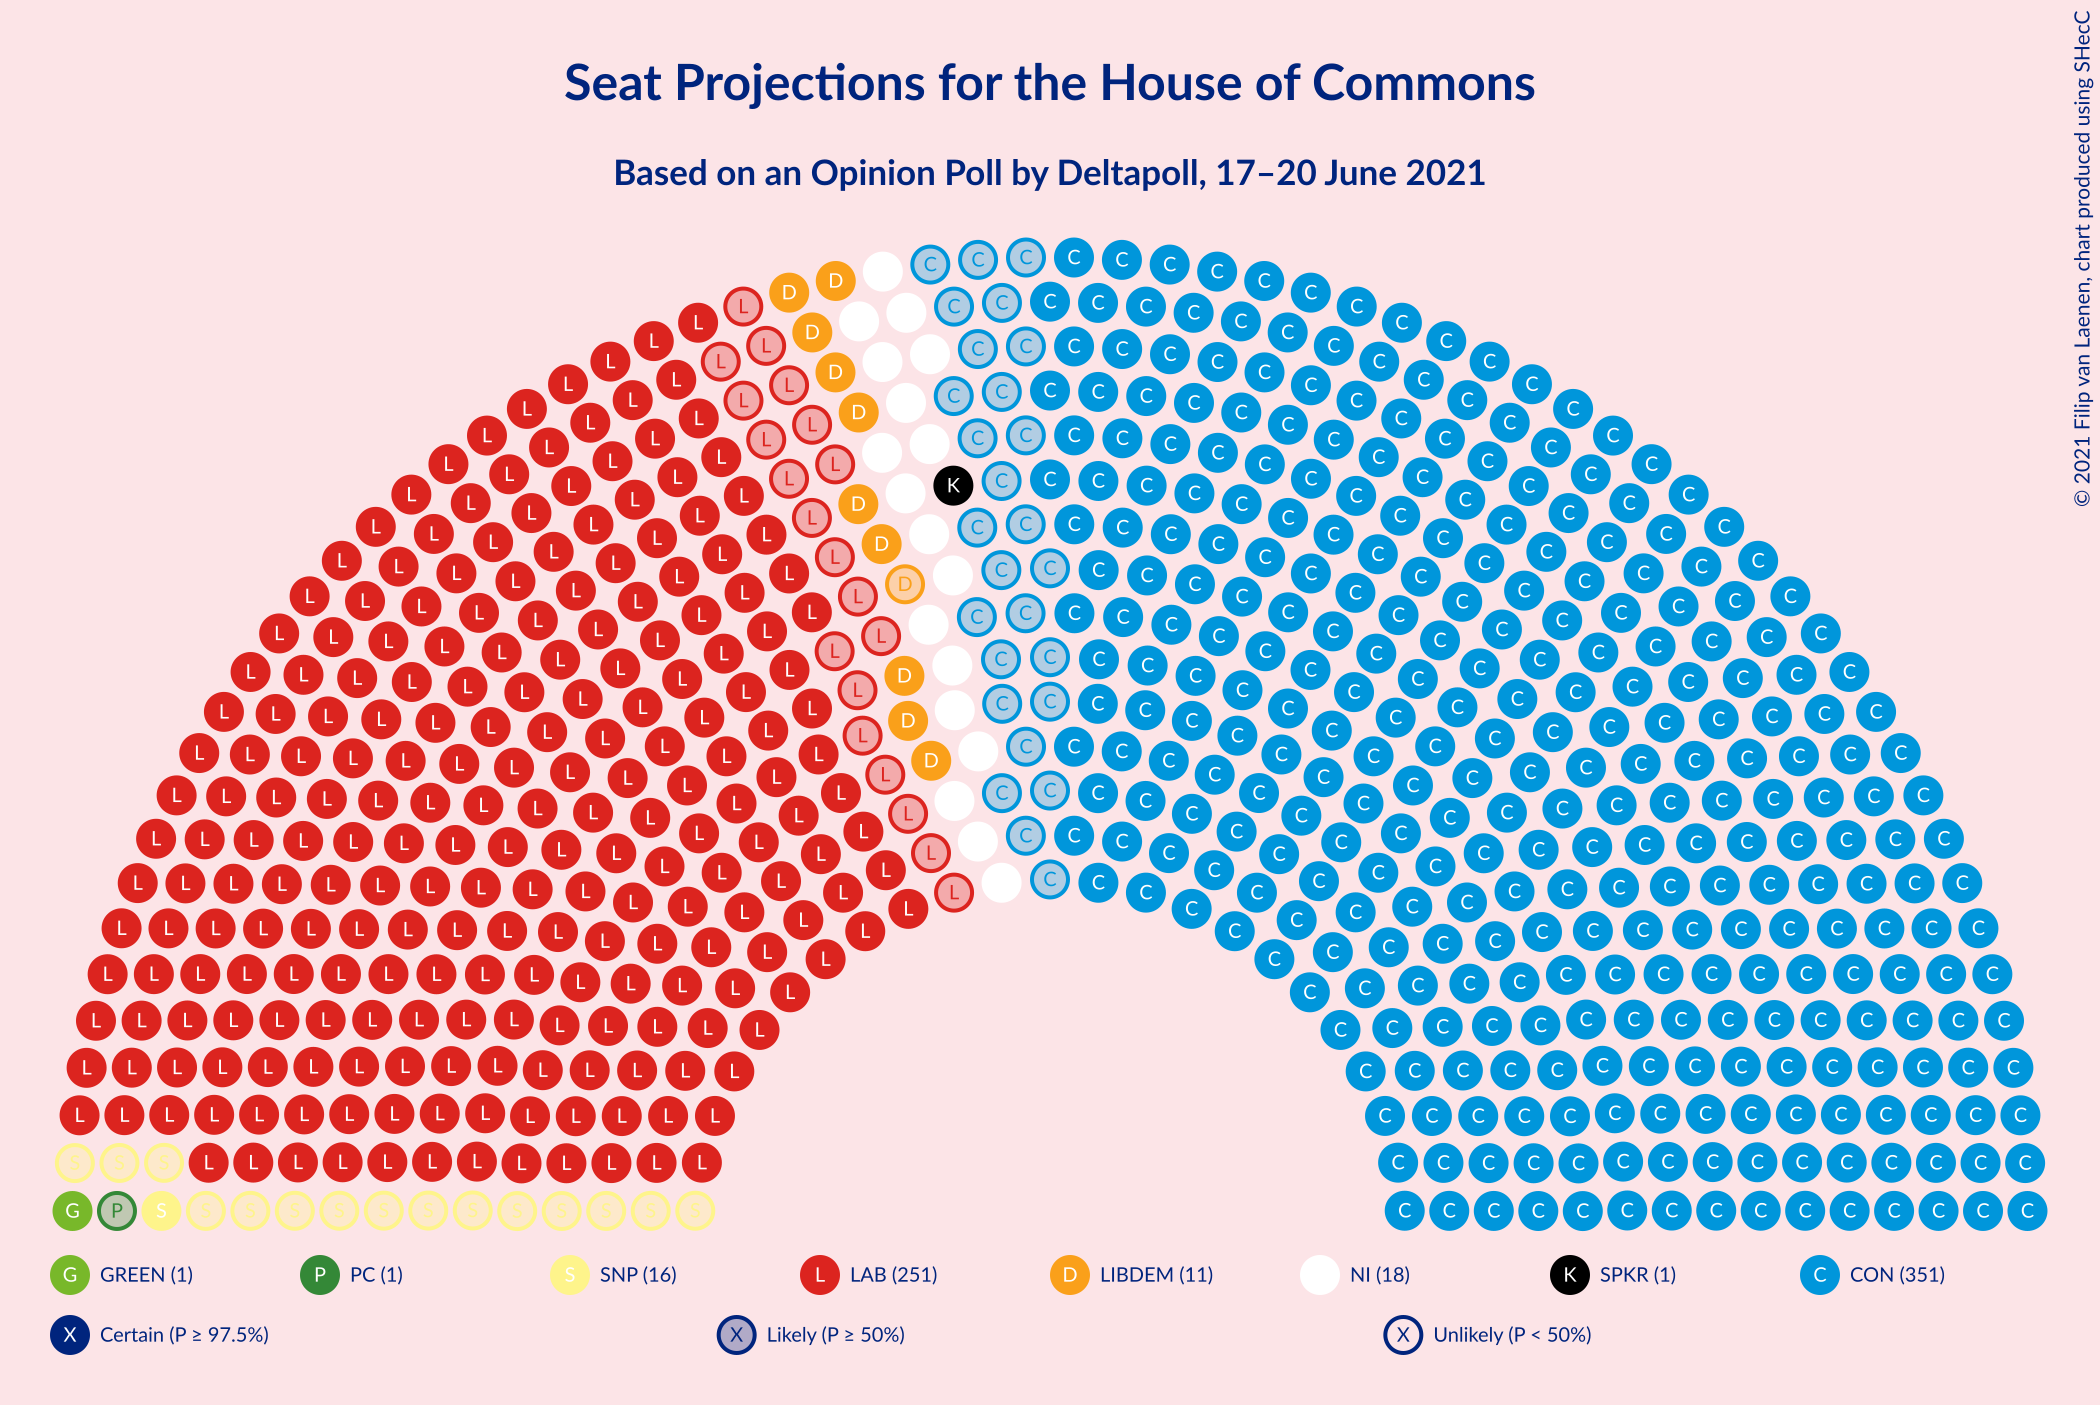 Seat Projections for the House of Commons
Based on an Opinion Poll by Deltapoll, 17–20 June 2021
© 2021 Filip van Laenen, chart produced using SHecC
G GREEN (1) P PC (1) S SNP (16) L LAB (251) D LIBDEM (11) NI (18) K SPKR (1) C CON (351)
X Certain (P ≥ 97.5%) X Likely (P ≥ 50%) X Unlikely (P < 50%)